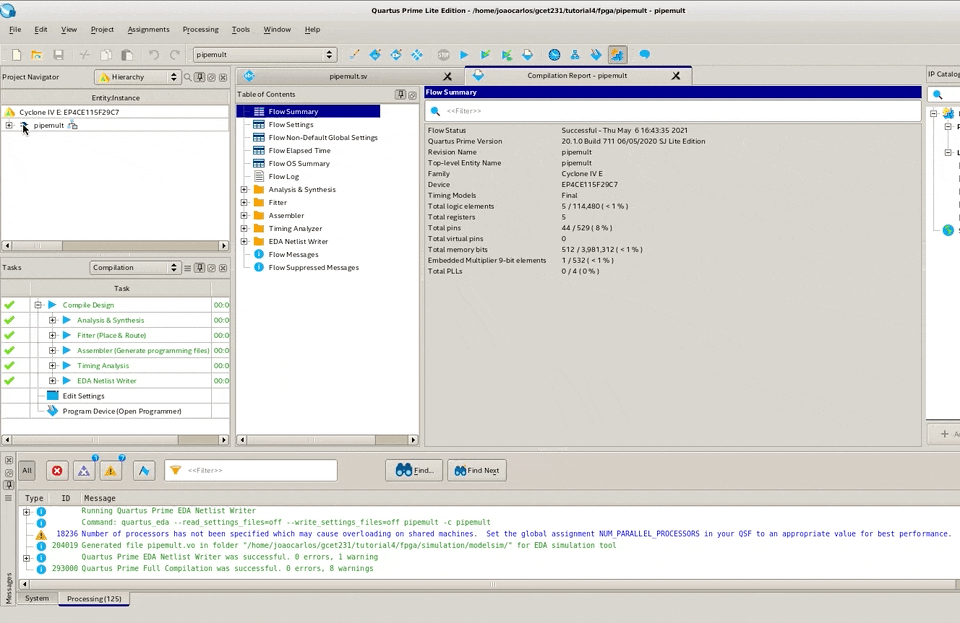 Quartus Prime Lite Edition - /home/joaocarlos/gcet231/tutorial4/fpga/pipemult - pipemult
File Edit View Project Assignments Processing Tools Window Help
pipemult
Project Navigator Hierarchy
Entity:Instance
Cyclone IV E: EP4CE115F29C7
pipemult
Tasks Compilation
Task
Compile Design 00:0
Analysis & Synthesis 00:0
Fitter (Place & Route) 00:0
Assembler (Generate programming files) 00:0
Timing Analysis 00:0
EDA Netlist Writer 00:0
Edit Settings
Program Device (Open Programmer)
pipemult.sv
Compilation Report - pipemult
Table of Contents
Flow Summary
Flow Settings
Flow Non-Default Global Settings
Flow Elapsed Time
Flow OS Summary
Flow Log
Analysis & Synthesis
Fitter
Assembler
Timing Analyzer
EDA Netlist Writer
Flow Messages
Flow Suppressed Messages
Flow Summary
<<Filter>>
Flow Status Successful - Thu May 6 16:43:35 2021
Quartus Prime Version 20.1.0 Build 711 06/05/2020 SJ Lite Edition
Revision Name pipemult
Top-level Entity Name pipemult
Family Cyclone IV E
Device EP4CE115F29C7
Timing Models Final
Total logic elements 5 / 114,480 ( < 1 % )
Total registers 5
Total pins 44 / 529 ( 8 % )
Total virtual pins 0
Total memory bits 512 / 3,981,312 ( < 1 % )
Embedded Multiplier 9-bit elements 1 / 532 ( < 1 % )
Total PLLs 0 / 4 ( 0 % )
IP Catalog
All <<Filter>> Find... Find Next
Type ID Message
Running Quartus Prime EDA Netlist Writer
Command: quartus_eda --read_settings_files=off --write_settings_files=off pipemult -c pipemult
18236 Number of processors has not been specified which may cause overloading on shared machines. Set the global assignment NUM_PARALLEL_PROCESSORS in your QSF to an appropriate value for best performance.
204019 Generated file pipemult.vo in folder "/home/joaocarlos/gcet231/tutorial4/fpga/simulation/modelsim/" for EDA simulation tool
Quartus Prime EDA Netlist Writer was successful. 0 errors, 1 warning
293000 Quartus Prime Full Compilation was successful. 0 errors, 8 warnings
Messages
System Processing (125)